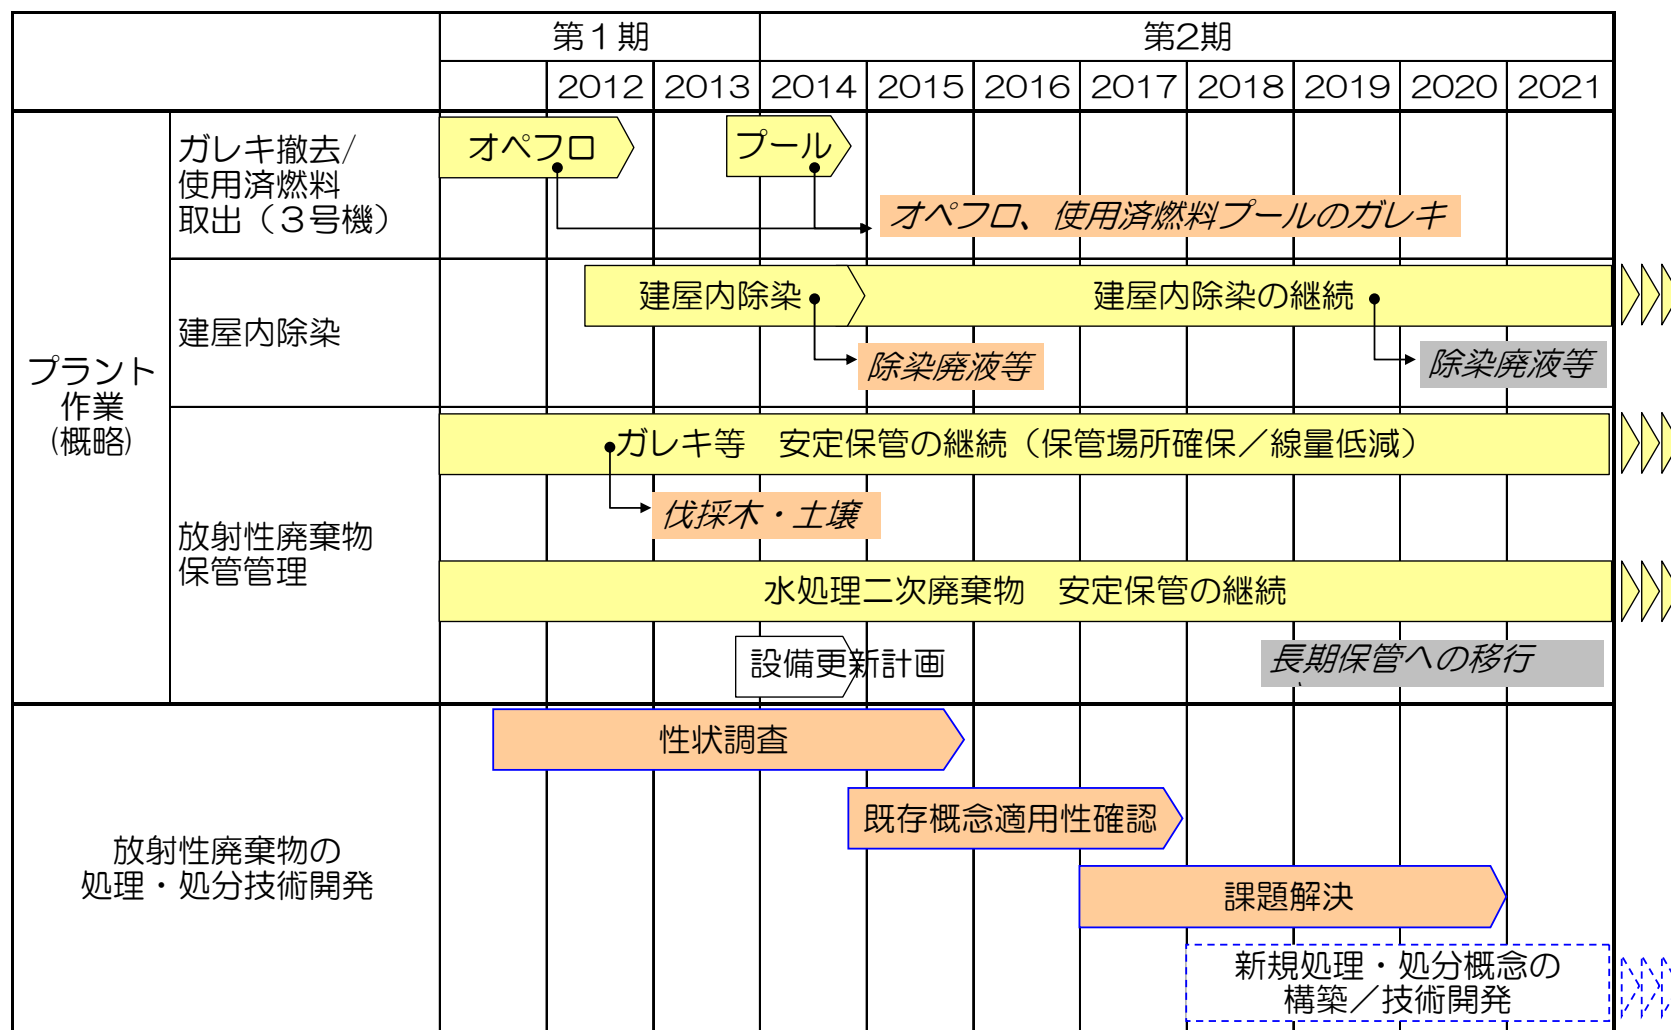 第１期
第2期
2012
2013
2014
2015
2016
2017
2018
2019
2020
2021
プラント
作業
(概略)
ガレキ撤去/
使用済燃料
取出（３号機）
オペフロ
プール
オペフロ、使用済燃料プールのガレキ
建屋内除染
建屋内除染
建屋内除染の継続
除染廃液等
除染廃液等
放射性廃棄物
保管管理
ガレキ等　安定保管の継続（保管場所確保／線量低減）
伐採木・土壌
水処理二次廃棄物　安定保管の継続
設備更新計画
長期保管への移行
放射性廃棄物の
処理・処分技術開発
性状調査
既存概念適用性確認
課題解決
新規処理・処分概念の
構築／技術開発